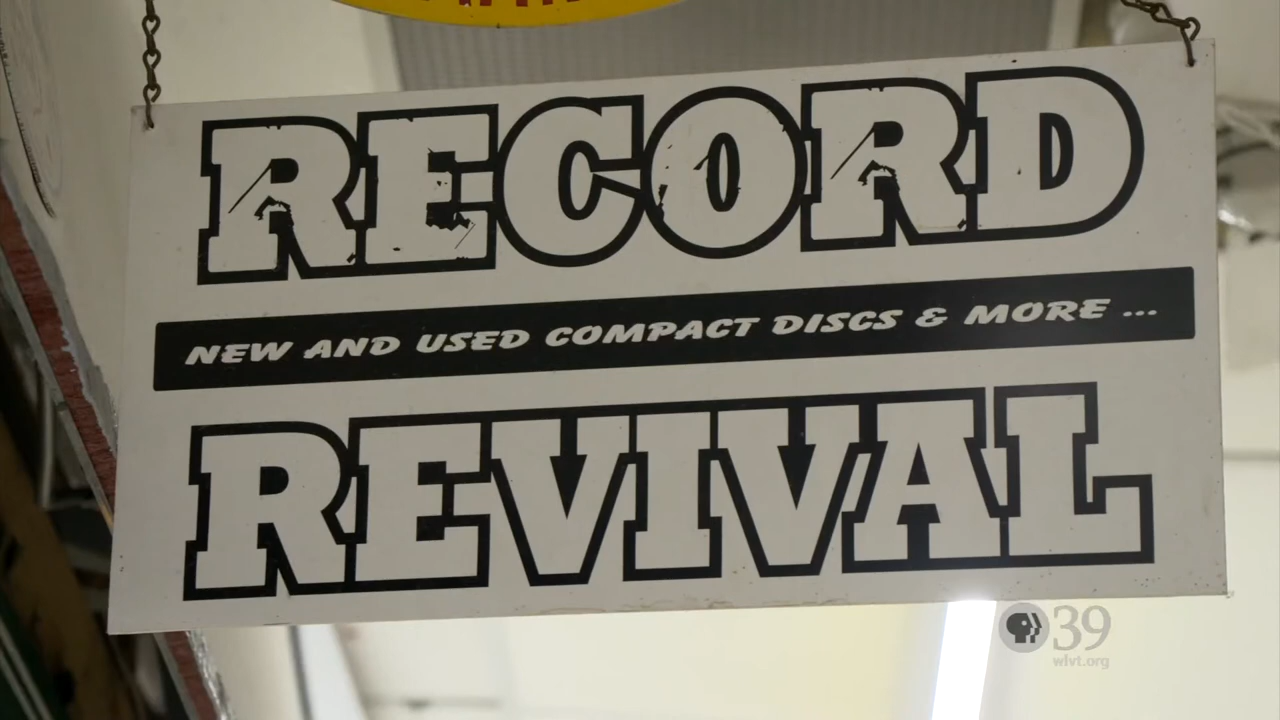 RECORD
NEW AND USED COMPACT DISCS & MORE ...
REVIVAL
39
wlvt.org